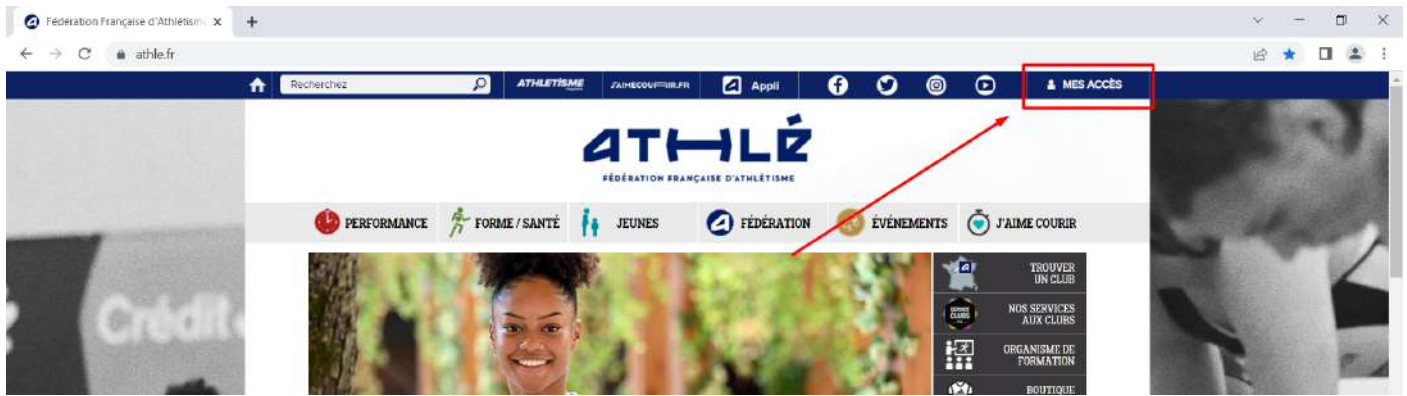 Fédération Française d'Athlétism
athle.fr
Recherchez
ATHLETISME
J'AIMECOURIR.FR
Appli
MES ACCÈS
ATHLÉ
FÉDÉRATION FRANÇAISE D'ATHLÉTISME
PERFORMANCE
FORME / SANTÉ
JEUNES
FÉDÉRATION
ÉVÉNEMENTS
J'AIME COURIR
TROUVER
UN CLUB
NOS SERVICES
AUX CLUBS
ORGANISME DE
FORMATION
BOUTIQUE
Crédit